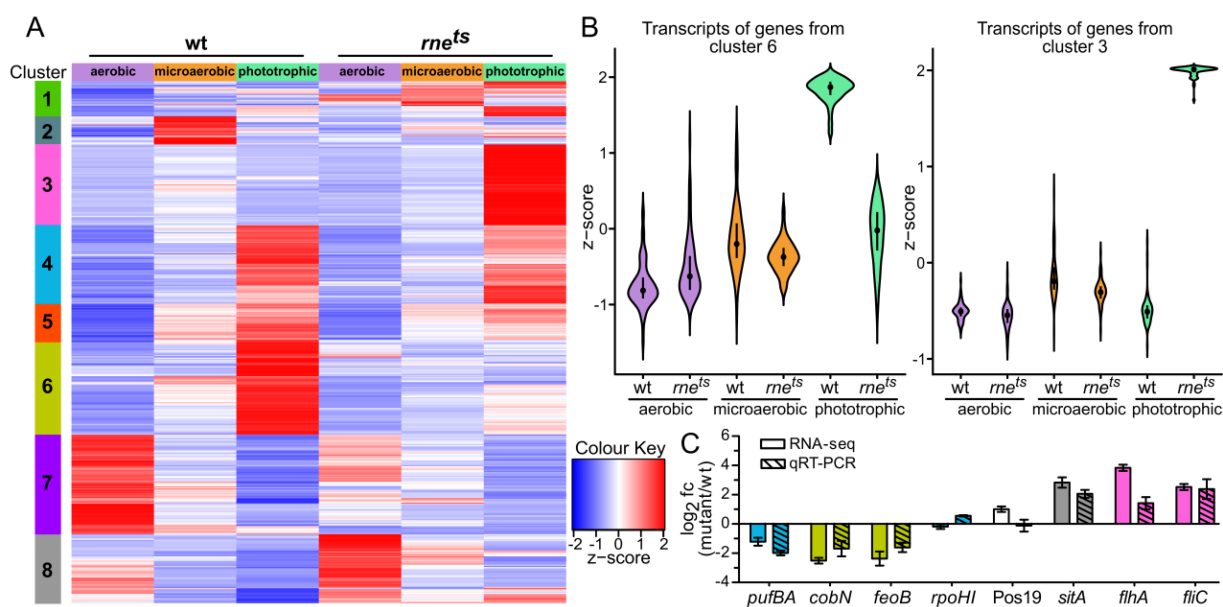 A
wt
rne^ts
Cluster
aerobic
microaerobic
phototrophic
aerobic
microaerobic
phototrophic
1
2
3
4
5
6
7
8
Colour Key
-2 -1 0 1 2
z-score
B
Transcripts of genes from
cluster 6
2
1
0
-1
z-score
wt rne^ts wt rne^ts wt rne^ts
aerobic microaerobic phototrophic
Transcripts of genes from
cluster 3
2
1
0
-1
z-score
wt rne^ts wt rne^ts wt rne^ts
aerobic microaerobic phototrophic
C
RNA-seq
qRT-PCR
log2 fc
(mutant/wt)
6
4
2
0
-2
-4
pufBA cobN feoB rpoHI Pos19 sitA flhA fliC